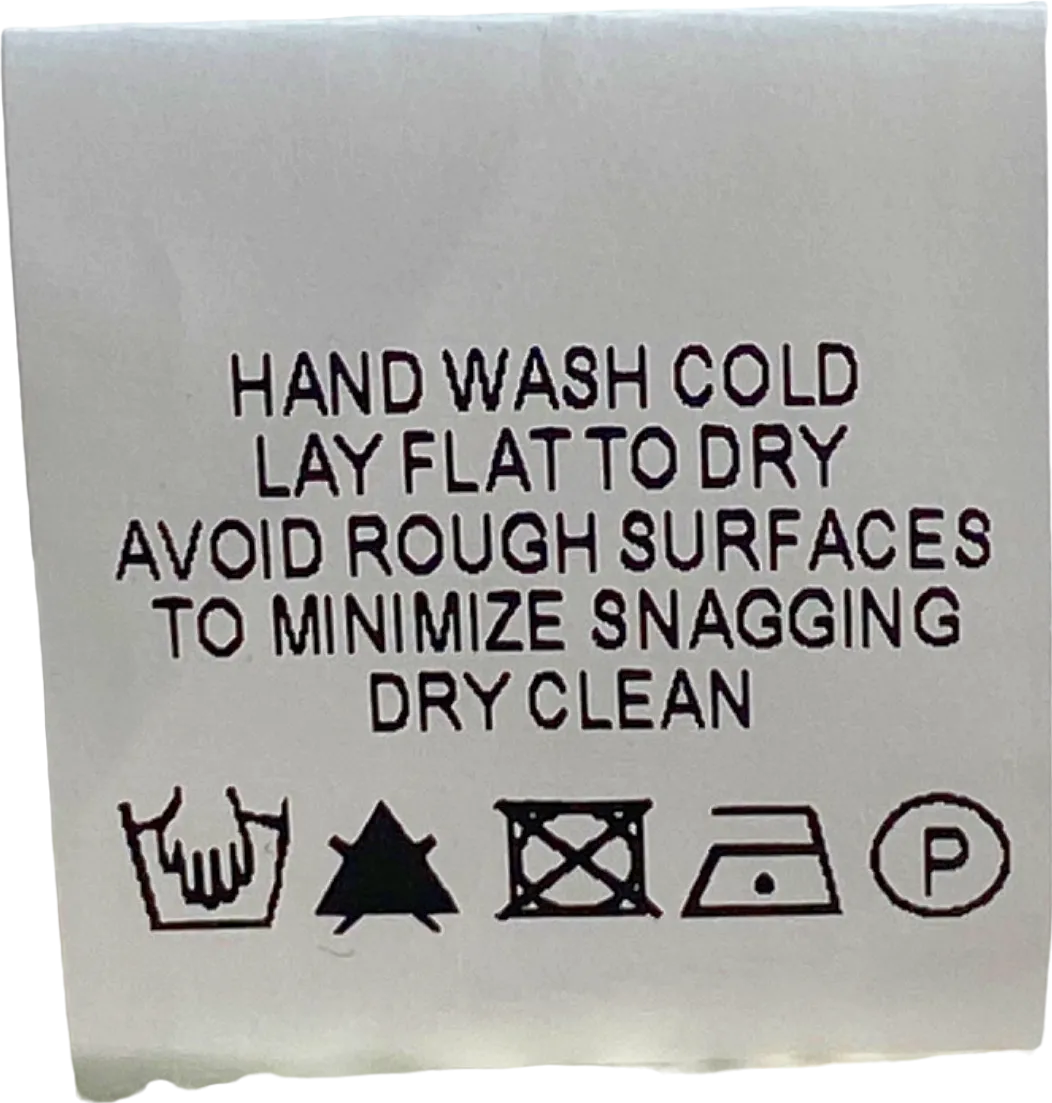 HAND WASH COLD
LAY FLAT TO DRY
AVOID ROUGH SURFACES
TO MINIMIZE SNAGGING
DRY CLEAN
P